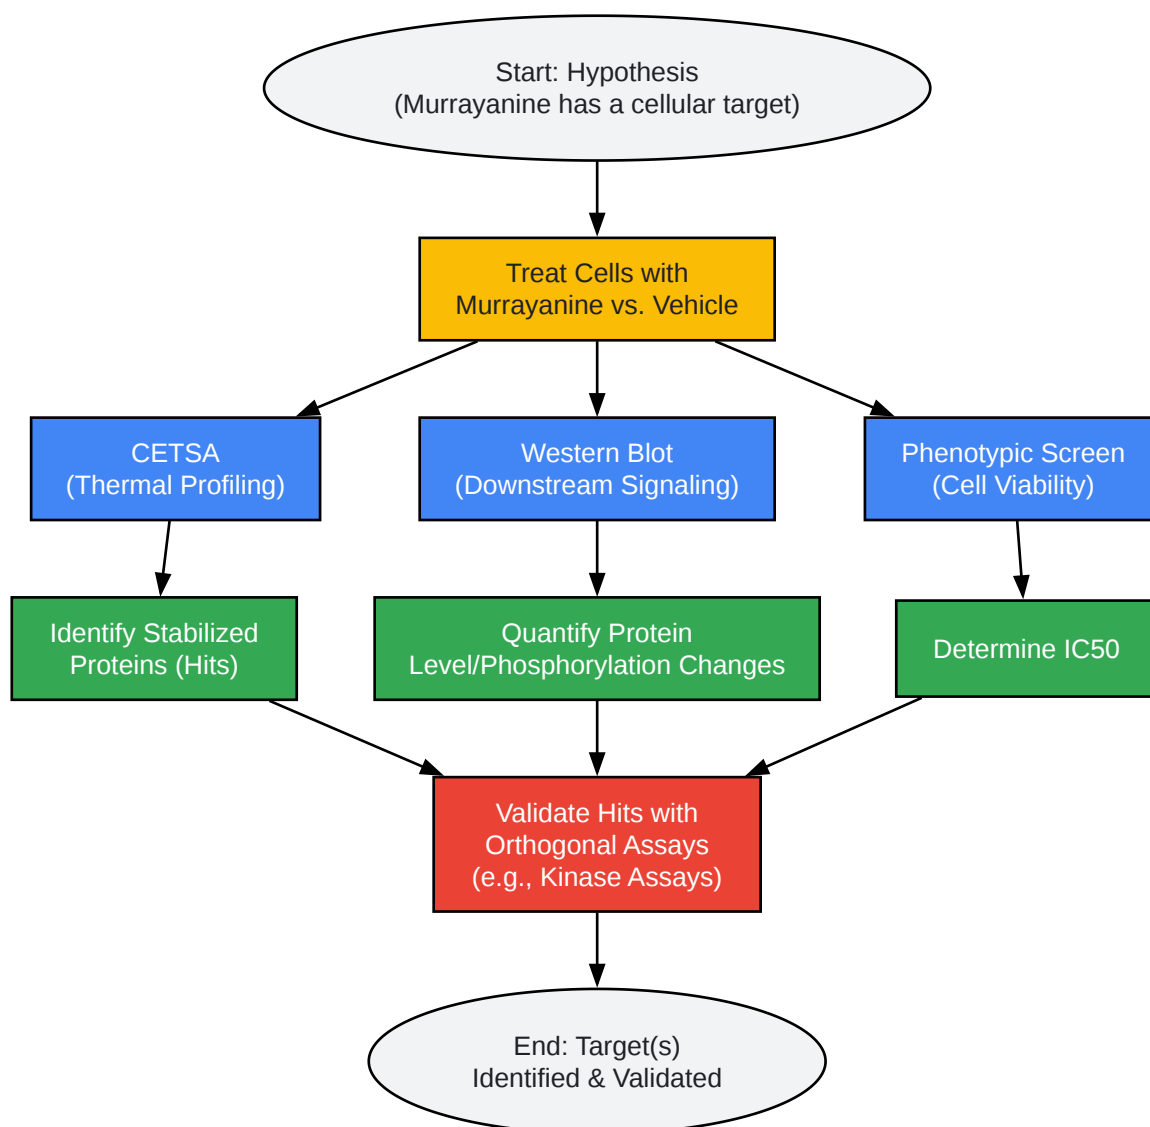 Start: Hypothesis
(Murrayanine has a cellular target)
Treat Cells with
Murrayanine vs. Vehicle
CETSA
(Thermal Profiling)
Western Blot
(Downstream Signaling)
Phenotypic Screen
(Cell Viability)
Identify Stabilized
Proteins (Hits)
Quantify Protein
Level/Phosphorylation Changes
Determine IC50
Validate Hits with
Orthogonal Assays
(e.g., Kinase Assays)
End: Target(s)
Identified & Validated